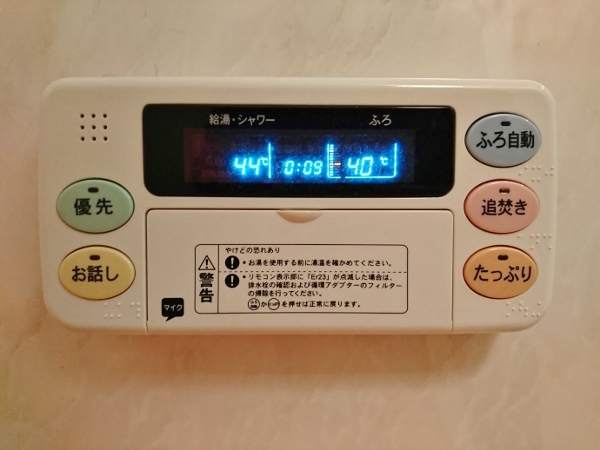 給湯・シャワー ふろ
44℃ 0:09 40℃
ふろ自動
優先
追焚き
お話し
たっぷり
マイク
警告
やけどの恐れあり
・お湯を使用する前に湯温を確かめてください。
・リモコン表示部に「Er23」が点滅した場合は、
排水栓の確認および循環アダプターのフィルター
の掃除を行ってください。
か を押せば正常に戻ります。